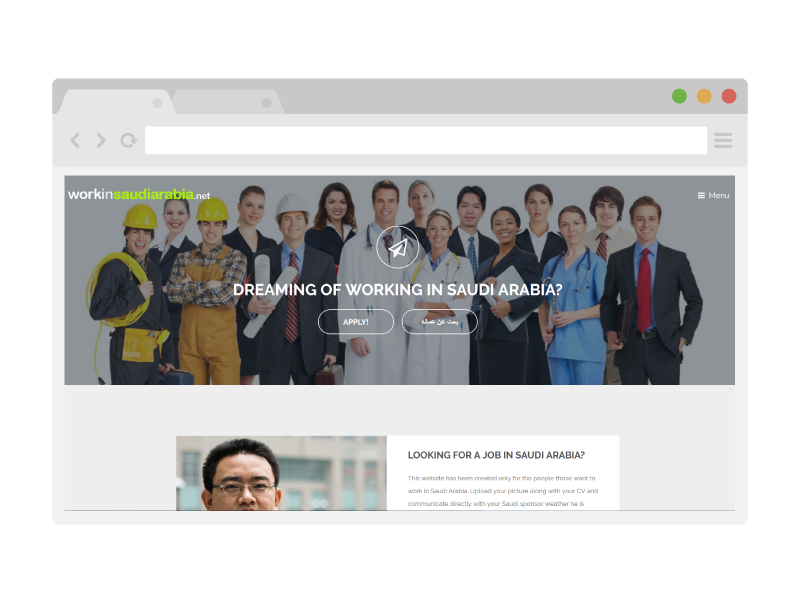 workinsaudiarabia.net
Menu
DREAMING OF WORKING IN SAUDI ARABIA?
APPLY!
بحث عن عماله
LOOKING FOR A JOB IN SAUDI ARABIA?
This website has been created only for the people those want to
work in Saudi Arabia. Upload your picture along with your CV and
communicate directly with your Saudi sponsor weather he is